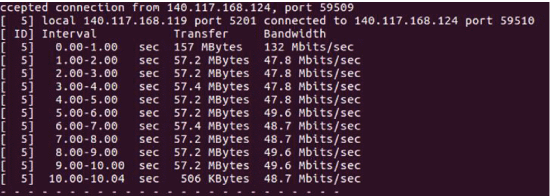 ccepted connection from 140.117.168.124, port 59509
[  5] local 140.117.168.119 port 5201 connected to 140.117.168.124 port 59510
[ ID] Interval           Transfer     Bandwidth
[  5]   0.00-1.00   sec  157 MBytes   132 Mbits/sec
[  5]   1.00-2.00   sec  57.2 MBytes  47.8 Mbits/sec
[  5]   2.00-3.00   sec  57.2 MBytes  47.8 Mbits/sec
[  5]   3.00-4.00   sec  57.4 MBytes  47.8 Mbits/sec
[  5]   4.00-5.00   sec  57.2 MBytes  47.8 Mbits/sec
[  5]   5.00-6.00   sec  57.2 MBytes  49.6 Mbits/sec
[  5]   6.00-7.00   sec  57.4 MBytes  48.7 Mbits/sec
[  5]   7.00-8.00   sec  57.2 MBytes  48.7 Mbits/sec
[  5]   8.00-9.00   sec  57.2 MBytes  49.6 Mbits/sec
[  5]   9.00-10.00  sec  57.2 MBytes  49.6 Mbits/sec
[  5]  10.00-10.04  sec   506 KBytes  48.7 Mbits/sec
- - - - - - - - - - - - - - - - - - - - - - - - -